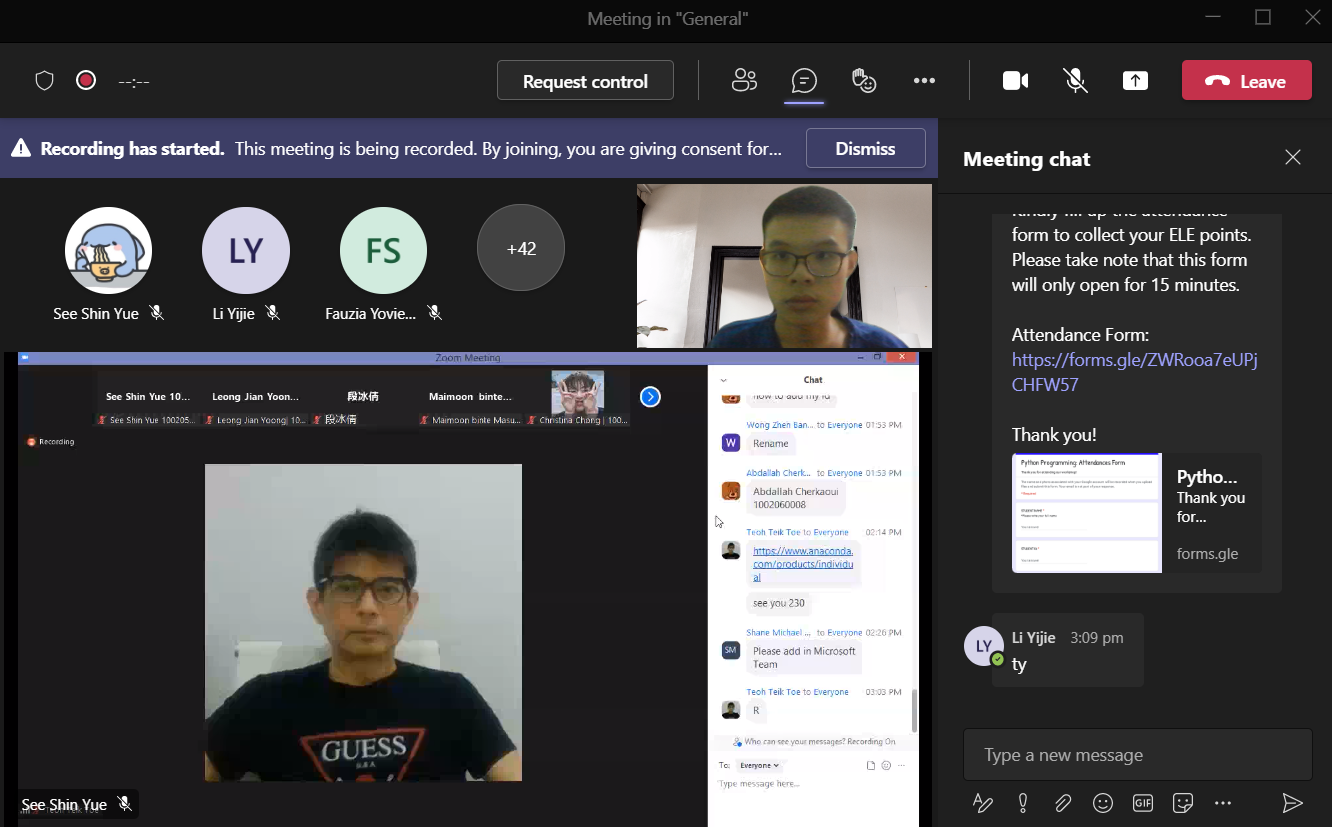 Meeting in "General"
--:--
Request control
Leave
Recording has started. This meeting is being recorded. By joining, you are giving consent for...
Dismiss
LY
FS
+42
See Shin Yue
Li Yijie
Fauzia Yovie...
Zoom Meeting
See Shin Yue 10...
Leong Jian Yoon...
段冰倩
Maimoon binte...
See Shin Yue 100205...
Leong Jian Yoong| 10...
段冰倩
Maimoon binte Masu...
Christina Chong | 100...
Recording
GUESS
U.S.A
See Shin Yue
Chat
how to add my id
Wong Zhen Ban... to Everyone 01:53 PM
W
Rename
Abdallah Cherk... to Everyone 01:53 PM
Abdallah Cherkaoui
1002060008
Teoh Teik Toe to Everyone 02:14 PM
https://www.anaconda.
com/products/individu
al
see you 230
Shane Michael ... to Everyone 02:26 PM
SM
Please add in Microsoft
Team
Teoh Teik Toe to Everyone 03:03 PM
R
Who can see your messages? Recording On
To: Everyone
Type message here...
Meeting chat
Kindly fill up the attendance
form to collect your ELE points.
Please take note that this form
will only open for 15 minutes.
Attendance Form:
https://forms.gle/ZWRooa7eUPj
CHFW57
Thank you!
Python Programming: Attendances Form
Pytho...
Thank you
for...
forms.gle
LY
Li Yijie 3:09 pm
ty
Type a new message
GIF